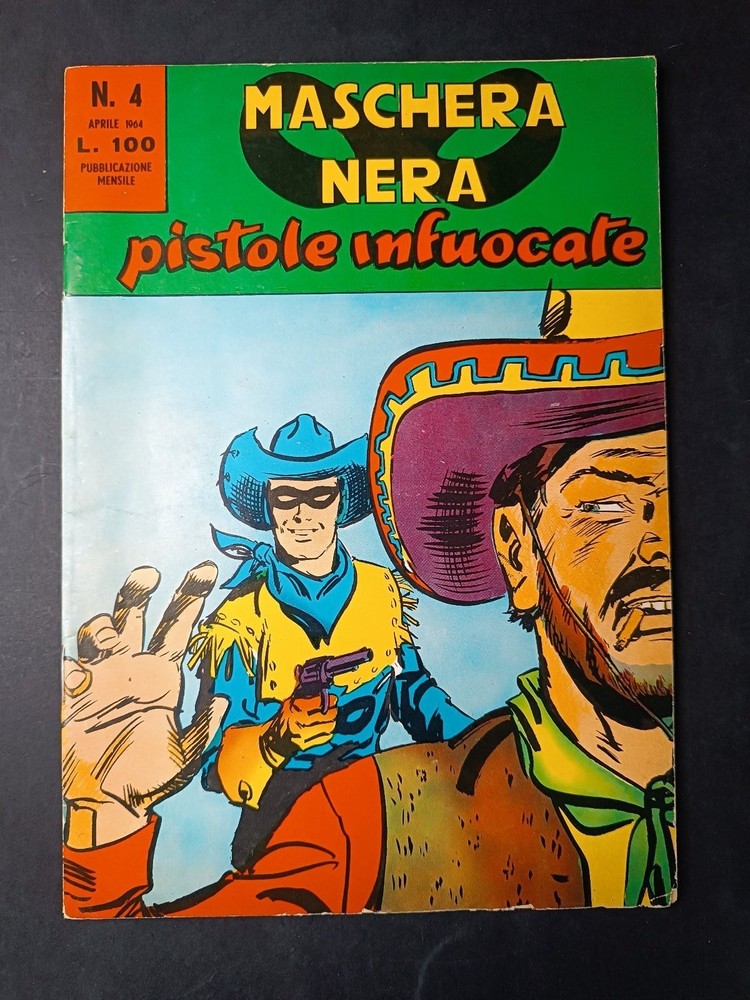 N. 4
APRILE 1964
L. 100
PUBBLICAZIONE
MENSILE
MASCHERA
NERA
pistole infuocate